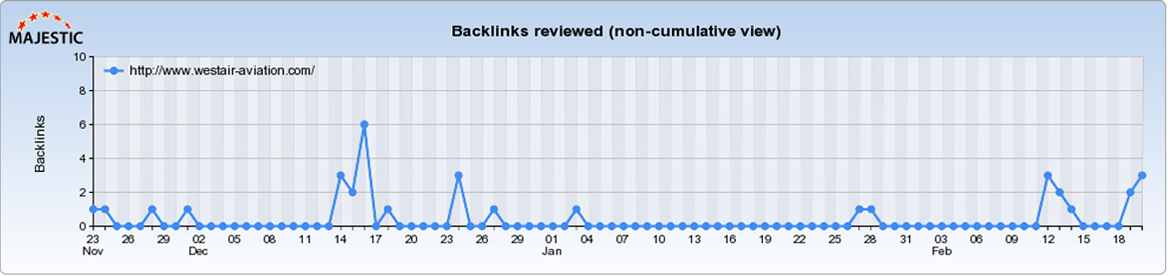 MAJESTIC
Backlinks reviewed (non-cumulative view)
http://www.westair-aviation.com/
Backlinks
10
8
6
4
2
0
23 26 29 02 05 08 11 14 17 20 23 26 29 01 04 07 10 13 16 19 22 25 28 31 03 06 09 12 15 18
Nov Dec Jan Feb